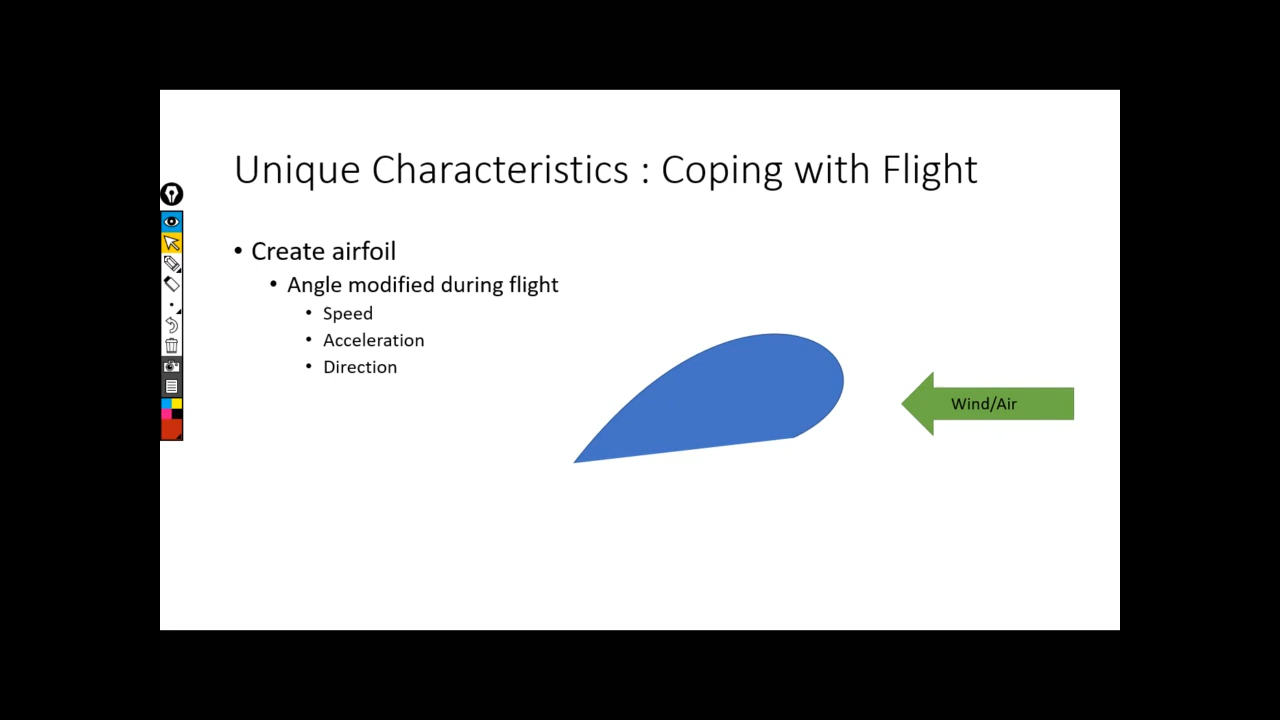 Unique Characteristics : Coping with Flight
• Create airfoil
• Angle modified during flight
• Speed
• Acceleration
• Direction
Wind/Air